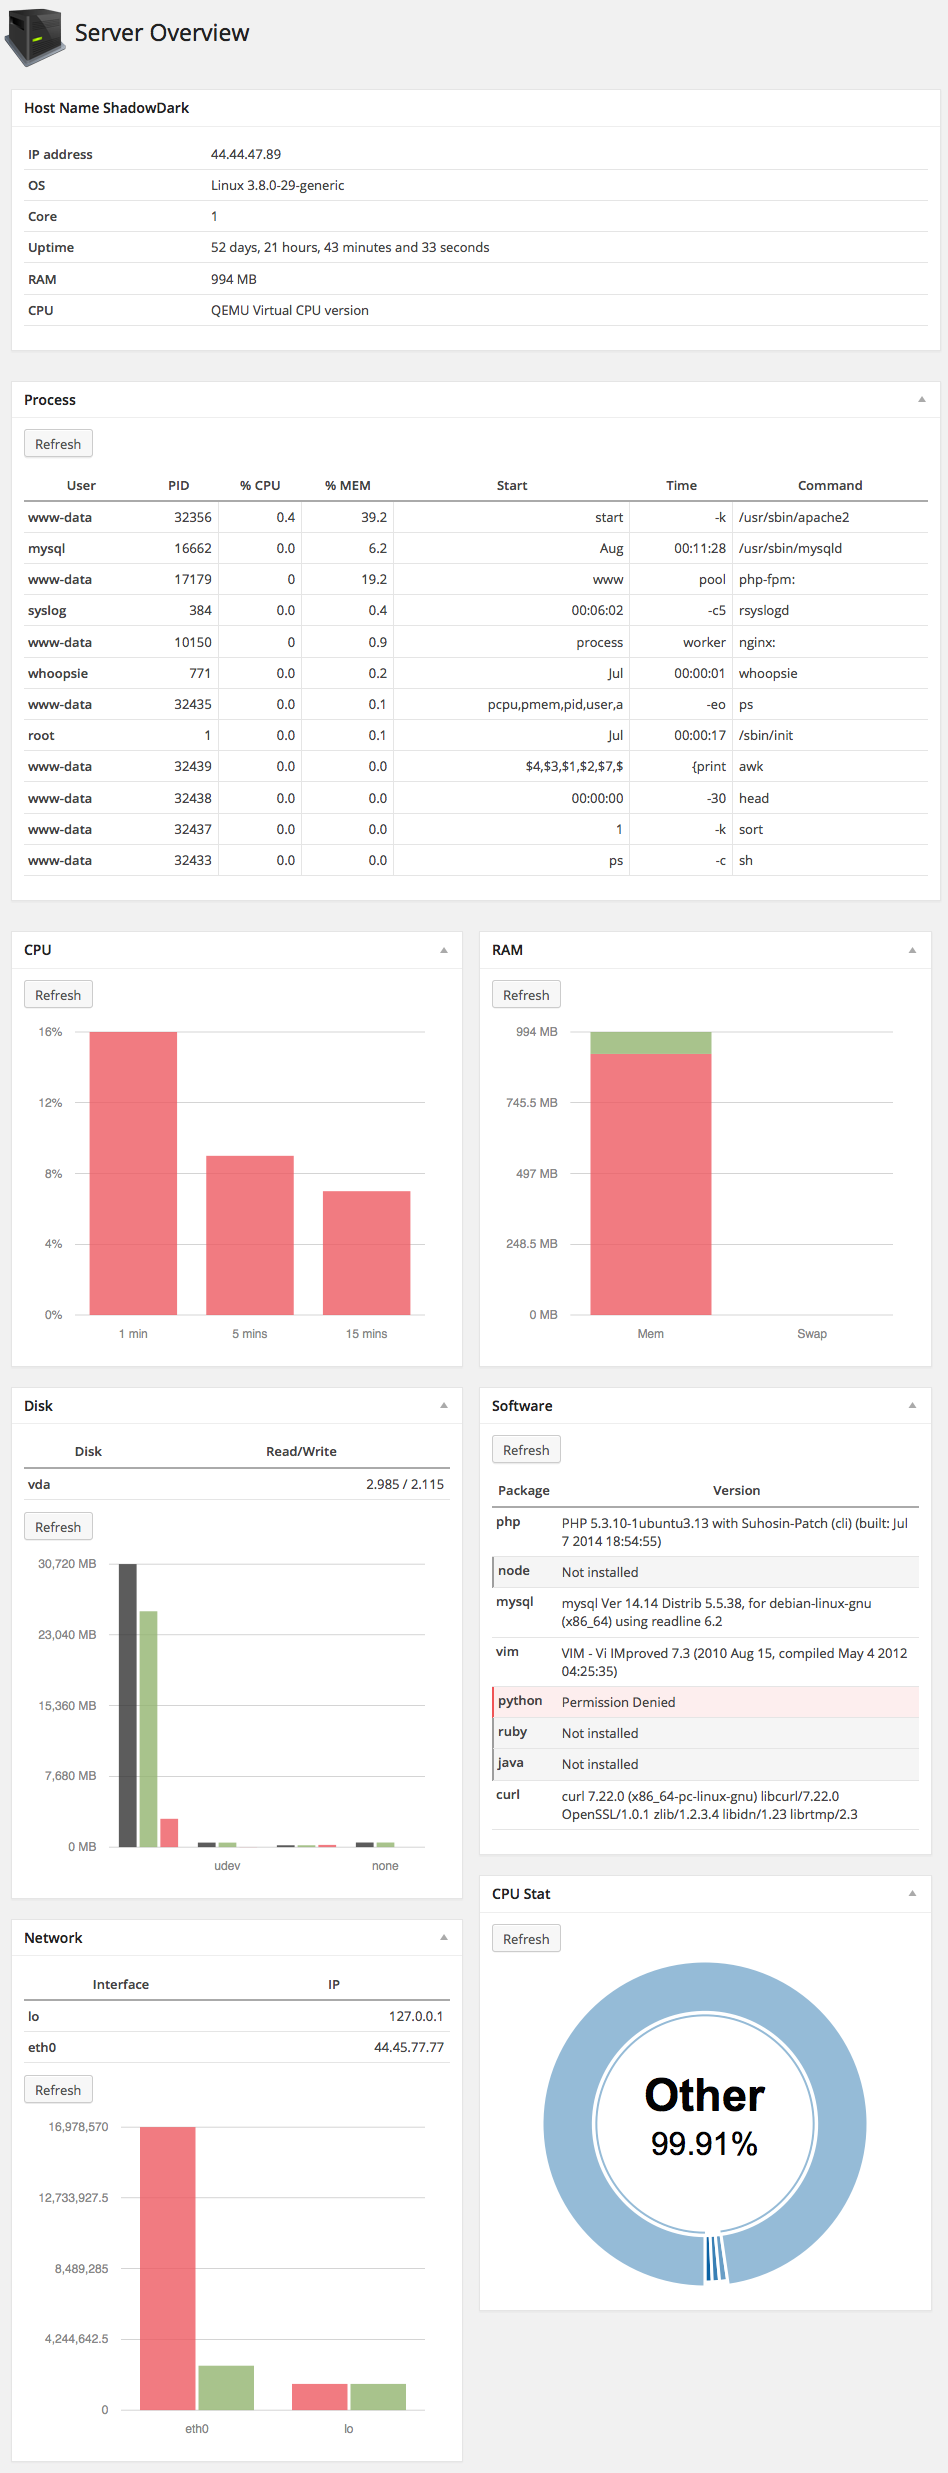 Server Overview
Host Name ShadowDark
IP address 44.44.47.89
OS Linux 3.8.0-29-generic
Core 1
Uptime 52 days, 21 hours, 43 minutes and 33 seconds
RAM 994 MB
CPU QEMU Virtual CPU version
Process
Refresh
User PID % CPU % MEM Start Time Command
www-data 32356 0.4 39.2 start -k /usr/sbin/apache2
mysql 16662 0.0 6.2 Aug 00:11:28 /usr/sbin/mysqld
www-data 17179 0 19.2 www pool php-fpm:
syslog 384 0.0 0.4 00:06:02 -c5 rsyslogd
www-data 10150 0 0.9 process worker nginx:
whoopsie 771 0.0 0.2 Jul 00:00:01 whoopsie
www-data 32435 0.0 0.1 pcpu,pmem,pid,user,a -eo ps
root 1 0.0 0.1 Jul 00:00:17 /sbin/init
www-data 32439 0.0 0.0 $4,$3,$1,$2,$7,$ {print awk
www-data 32438 0.0 0.0 00:00:00 -30 head
www-data 32437 0.0 0.0 1 -k sort
www-data 32433 0.0 0.0 ps -c sh
CPU
Refresh
16%
12%
8%
4%
0%
1 min 5 mins 15 mins
RAM
Refresh
994 MB
745.5 MB
497 MB
248.5 MB
0 MB
Mem Swap
Disk
Disk Read/Write
vda 2.985 / 2.115
Refresh
30,720 MB
23,040 MB
15,360 MB
7,680 MB
0 MB
udev none
Software
Refresh
Package Version
php PHP 5.3.10-1ubuntu3.13 with Suhosin-Patch (cli) (built: Jul
7 2014 18:54:55)
node Not installed
mysql mysql Ver 14.14 Distrib 5.5.38, for debian-linux-gnu
(x86_64) using readline 6.2
vim VIM - Vi IMproved 7.3 (2010 Aug 15, compiled May 4 2012
04:25:35)
python Permission Denied
ruby Not installed
java Not installed
curl curl 7.22.0 (x86_64-pc-linux-gnu) libcurl/7.22.0
OpenSSL/1.0.1 zlib/1.2.3.4 libidn/1.23 librtmp/2.3
Network
Interface IP
lo 127.0.0.1
eth0 44.45.77.77
Refresh
16,978,570
12,733,927.5
8,489,285
4,244,642.5
0
eth0 lo
CPU Stat
Refresh
Other
99.91%